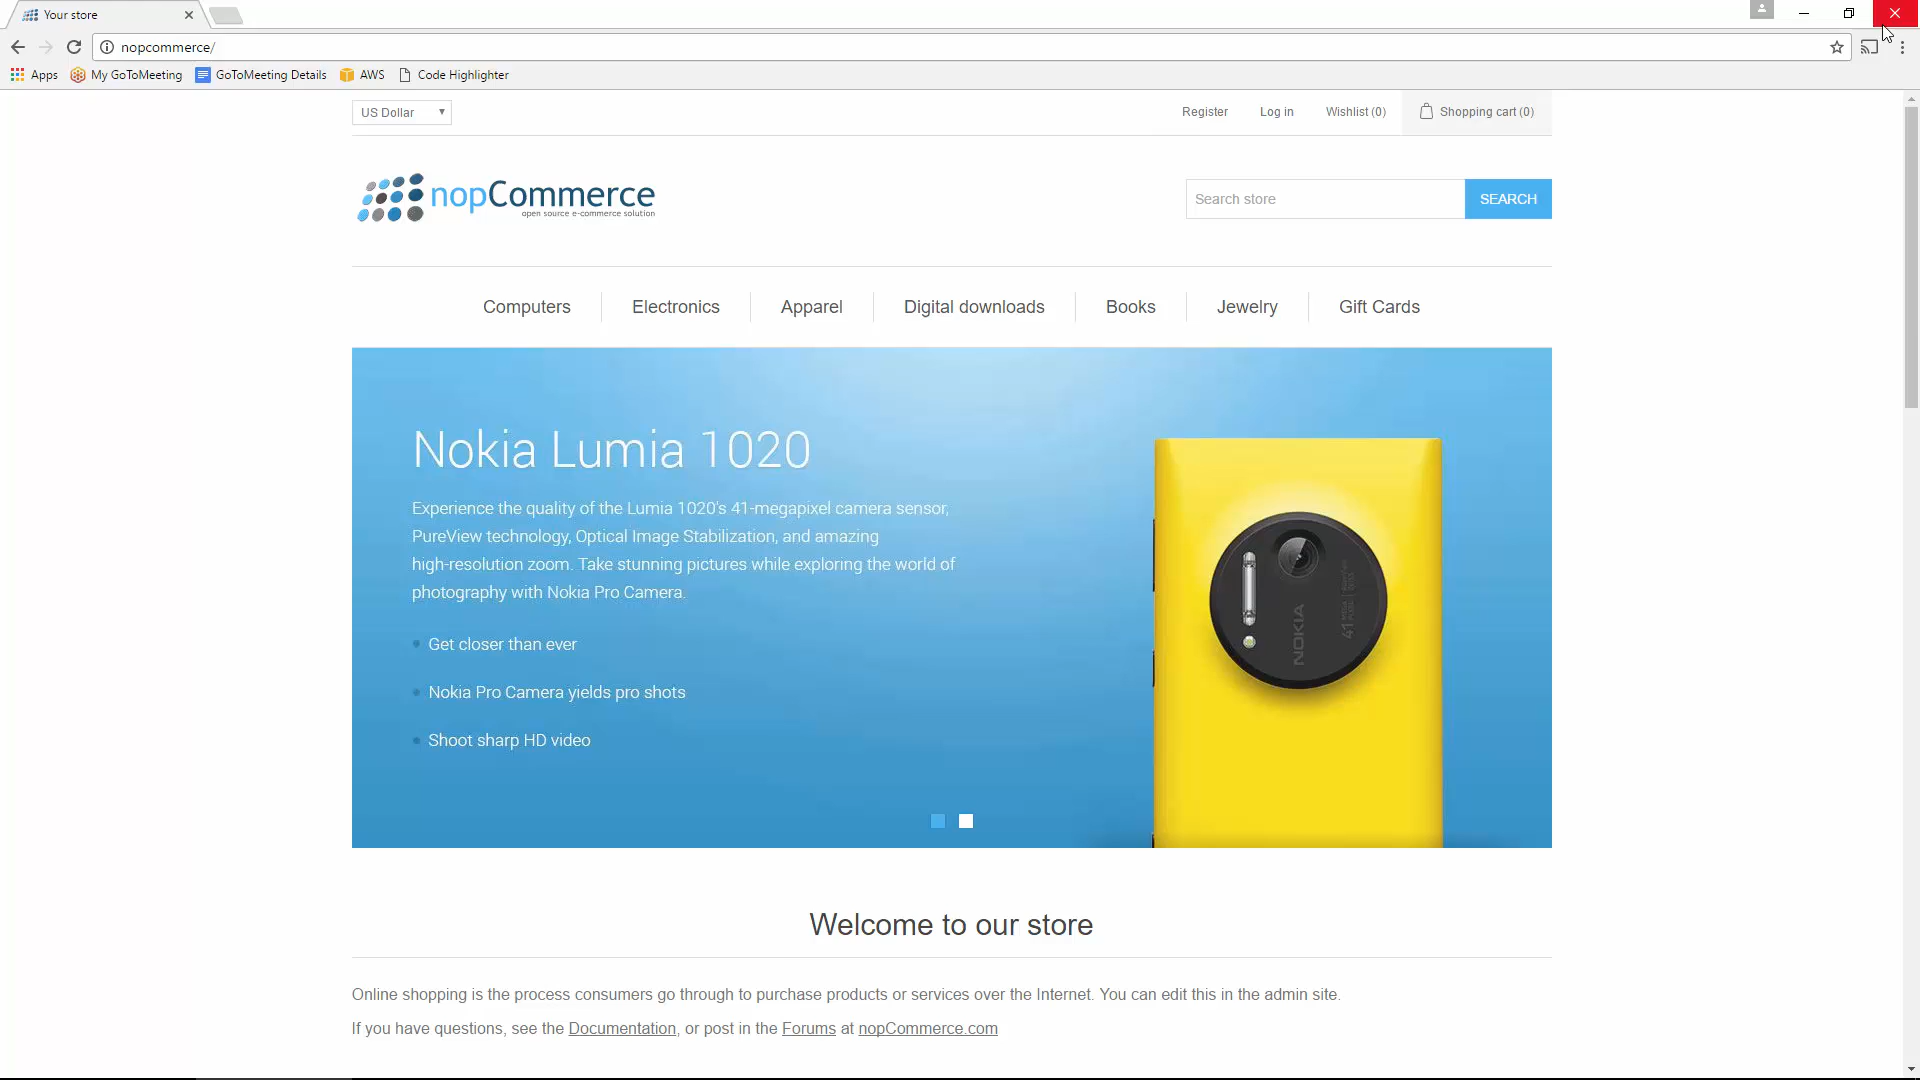 Your store
nopcommerce/
Apps My GoToMeeting GoToMeeting Details AWS Code Highlighter
US Dollar Register Log in Wishlist (0) Shopping cart (0)
nopCommerce
open source e-commerce solution
Search store SEARCH
Computers Electronics Apparel Digital downloads Books Jewelry Gift Cards
Nokia Lumia 1020
Experience the quality of the Lumia 1020's 41-megapixel camera sensor,
PureView technology, Optical Image Stabilization, and amazing
high-resolution zoom. Take stunning pictures while exploring the world of
photography with Nokia Pro Camera.
Get closer than ever
Nokia Pro Camera yields pro shots
Shoot sharp HD video
NOKIA
41
Welcome to our store
Online shopping is the process consumers go through to purchase products or services over the Internet. You can edit this in the admin site.
If you have questions, see the Documentation, or post in the Forums at nopCommerce.com